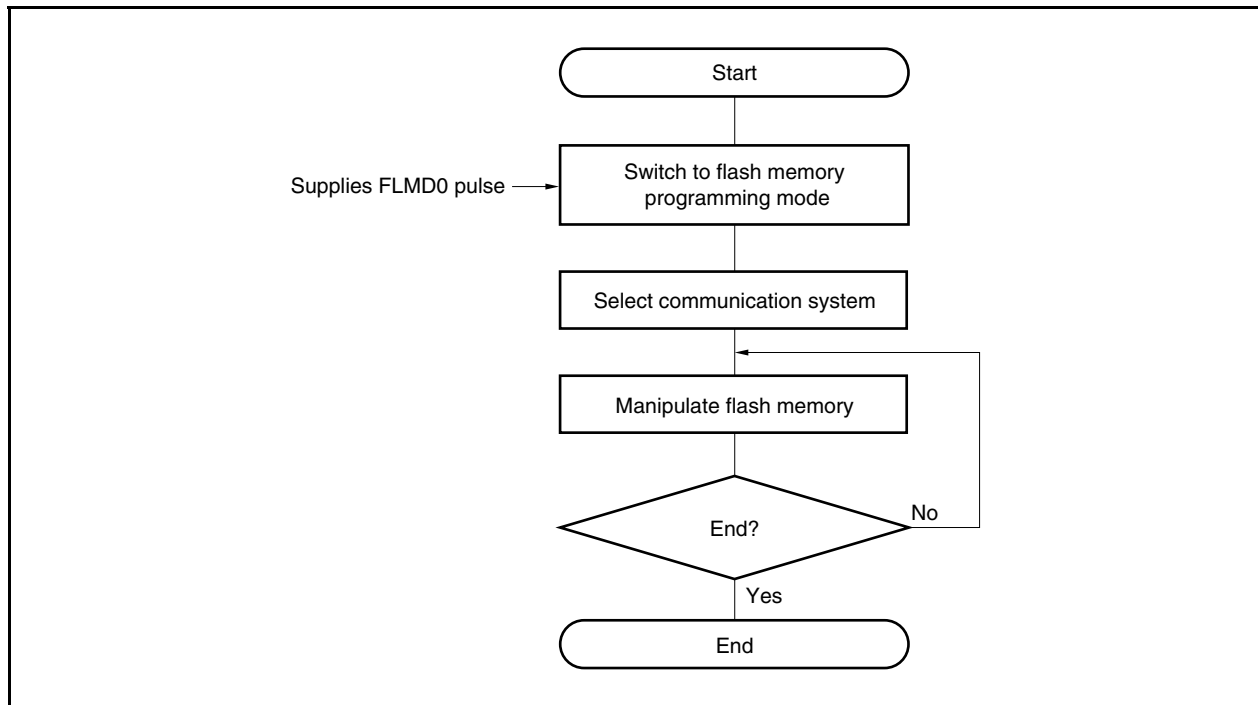 Start
Supplies FLMD0 pulse
Switch to flash memory
programming mode
Select communication system
Manipulate flash memory
End?
No
Yes
End